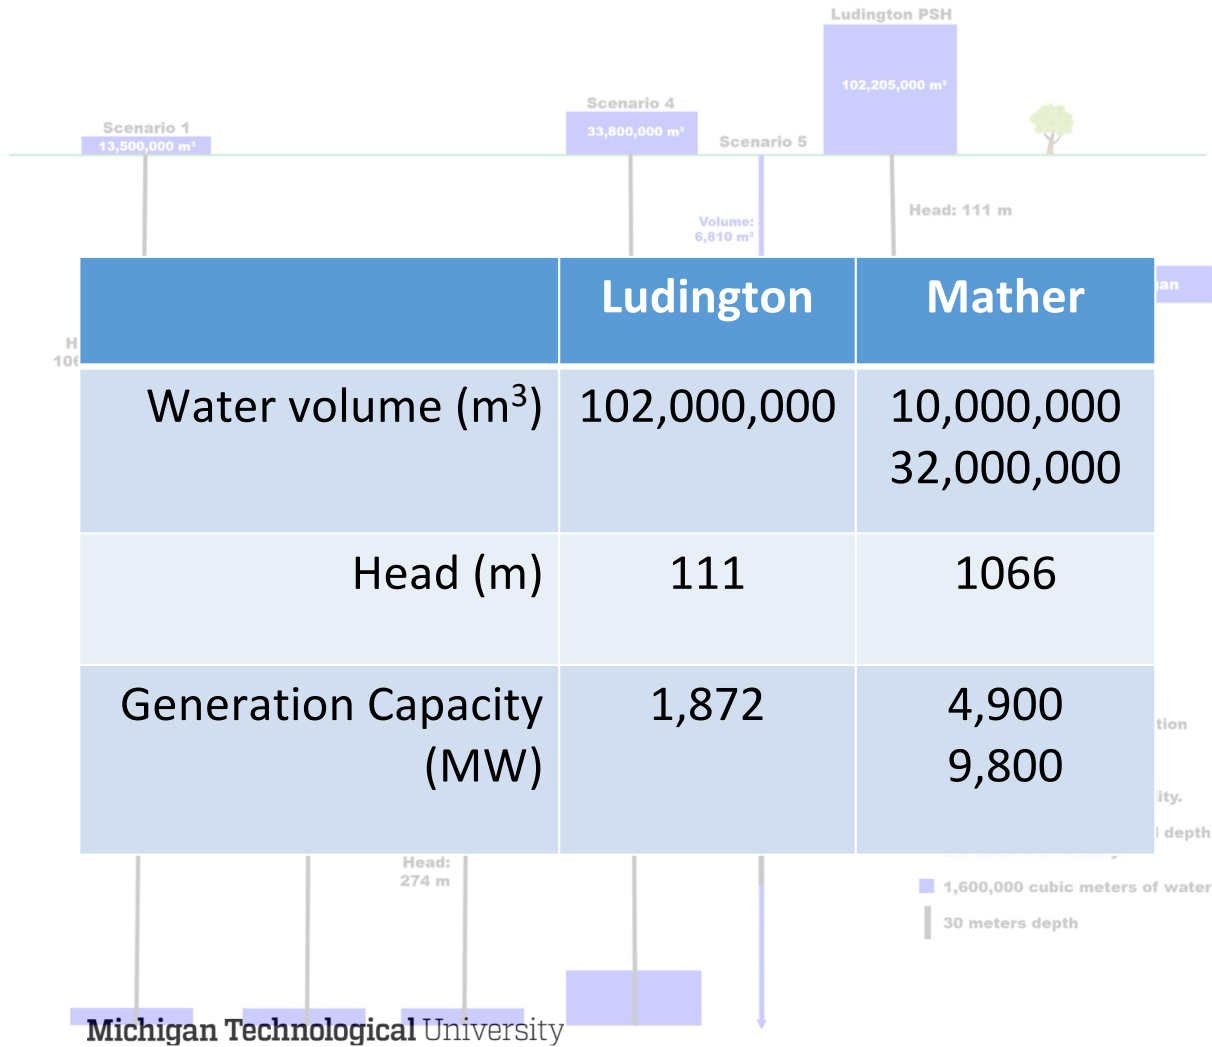 Ludington PSH
102,205,000 m³
Scenario 4
33,800,000 m³
Scenario 1
13,500,000 m³
Scenario 5
Head: 111 m
Volume:
6,810 m³
Ludington Mather
Water volume (m³) 102,000,000 10,000,000
32,000,000
Head (m) 111 1066
Generation Capacity 1,872 4,900
(MW) 9,800
Head:
274 m
depth
1,600,000 cubic meters of water
30 meters depth
Michigan Technological University